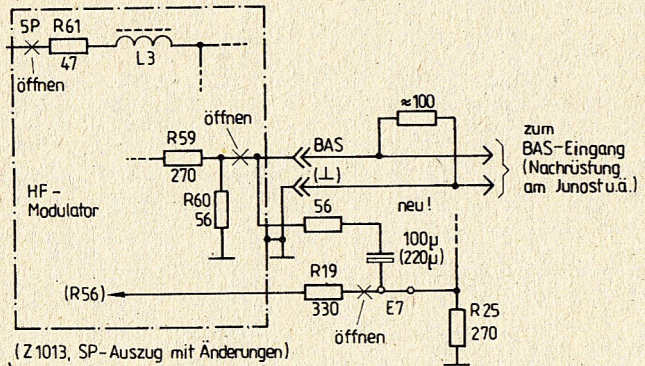 5P R61
47
L3
öffnen
öffnen
≈100
R59
270
BAS
zum
BAS-Eingang
(Nachrüstung
am Junost u.ä.)
(⊥)
HF-
Modulator
R60
56
56
neu!
100µ
(220µ)
(R56)
R19
330
E7
öffnen
R25
270
(Z1013, SP-Auszug mit Änderungen)